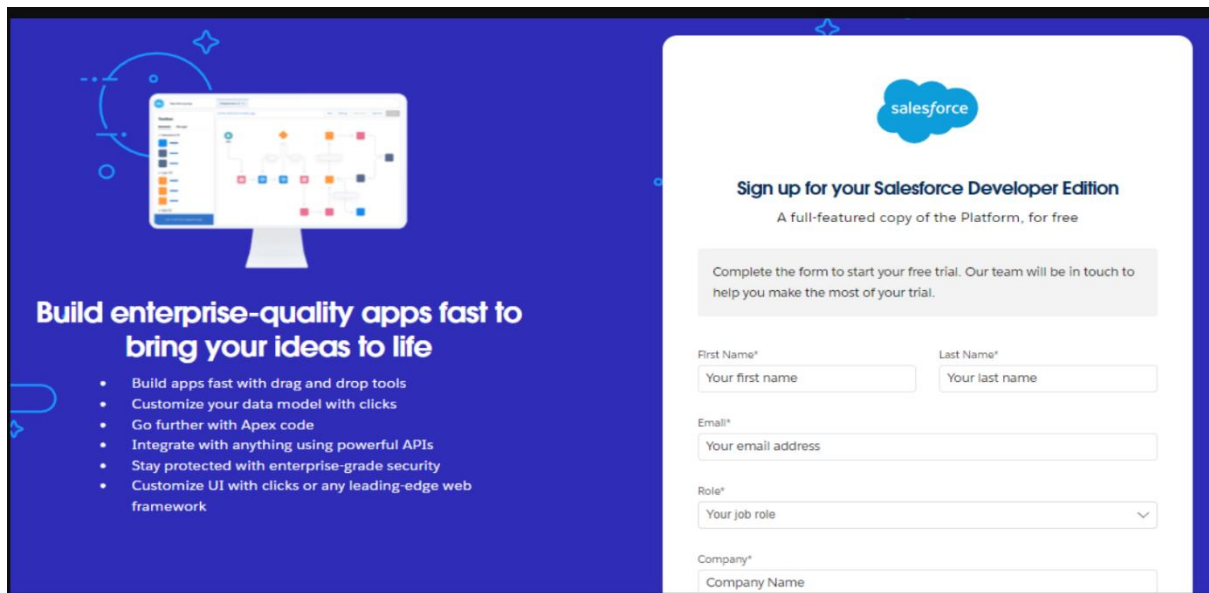 Build enterprise-quality apps fast to
bring your ideas to life
• Build apps fast with drag and drop tools
• Customize your data model with clicks
• Go further with Apex code
• Integrate with anything using powerful APIs
• Stay protected with enterprise-grade security
• Customize UI with clicks or any leading-edge web
framework
salesforce
Sign up for your Salesforce Developer Edition
A full-featured copy of the Platform, for free
Complete the form to start your free trial. Our team will be in touch to
help you make the most of your trial.
First Name* Last Name*
Your first name Your last name
Email*
Your email address
Role*
Your job role
Company*
Company Name